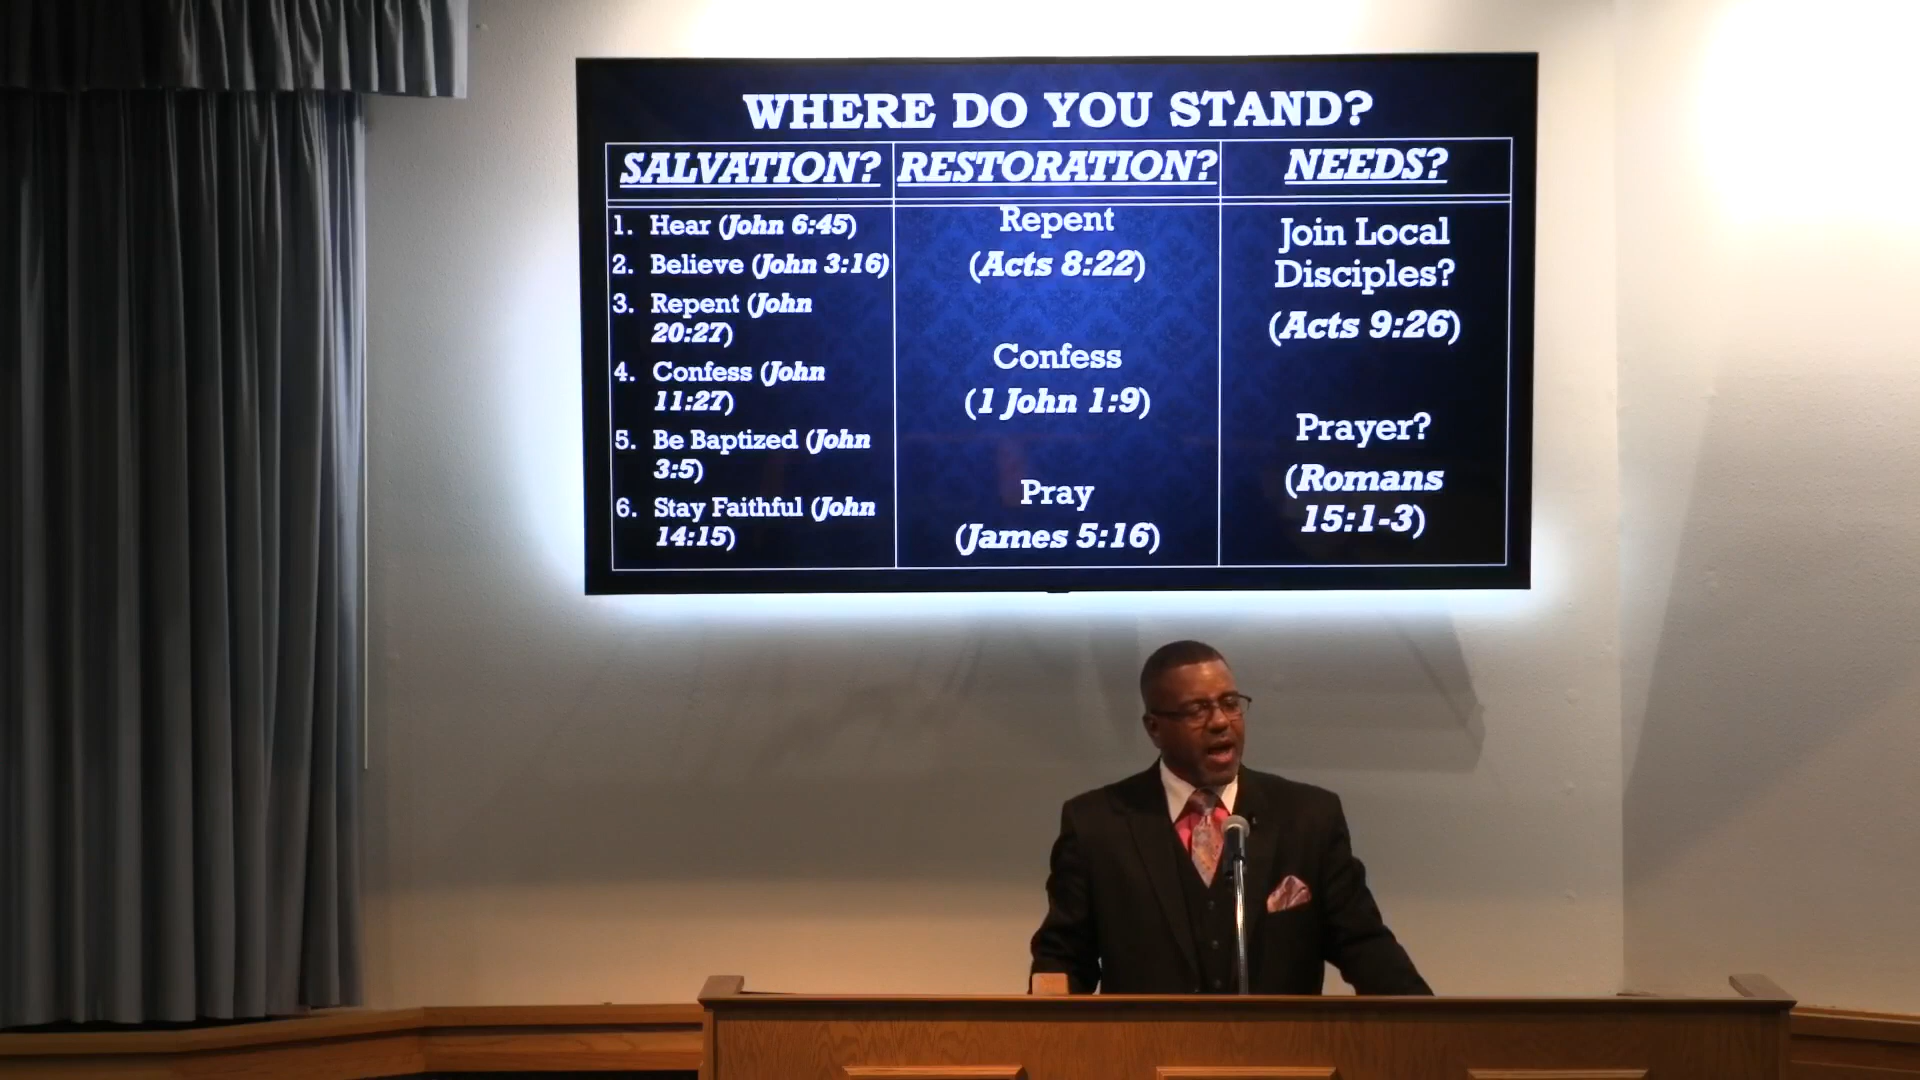 WHERE DO YOU STAND?
SALVATION?
1. Hear (John 6:45)
2. Believe (John 3:16)
3. Repent (John
20:27)
4. Confess (John
11:27)
5. Be Baptized (John
3:5)
6. Stay Faithful (John
14:15)
RESTORATION?
Repent
(Acts 8:22)
Confess
(1 John 1:9)
Pray
(James 5:16)
NEEDS?
Join Local
Disciples?
(Acts 9:26)
Prayer?
(Romans
15:1-3)